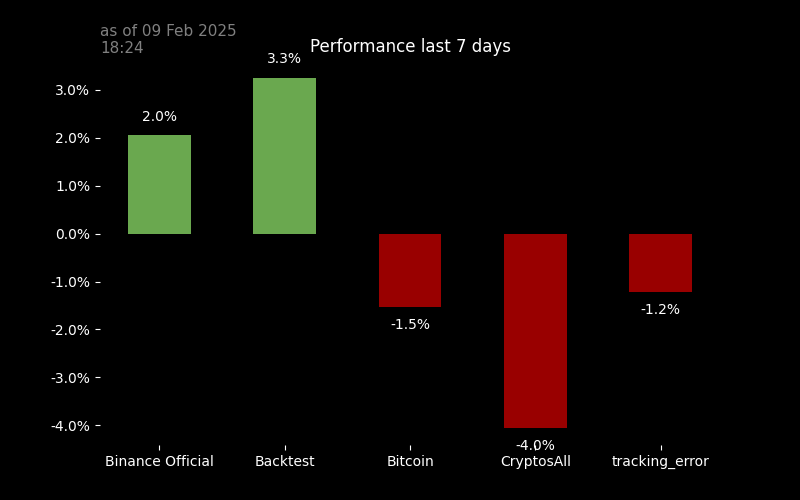 as of 09 Feb 2025
18:24
Performance last 7 days
3.3%
3.0%
2.0%
2.0%
1.0%
0.0%
-1.0%
-1.2%
-1.5%
-2.0%
-3.0%
-4.0%
-4.0%
Binance Official
Backtest
Bitcoin
CryptosAll
tracking_error